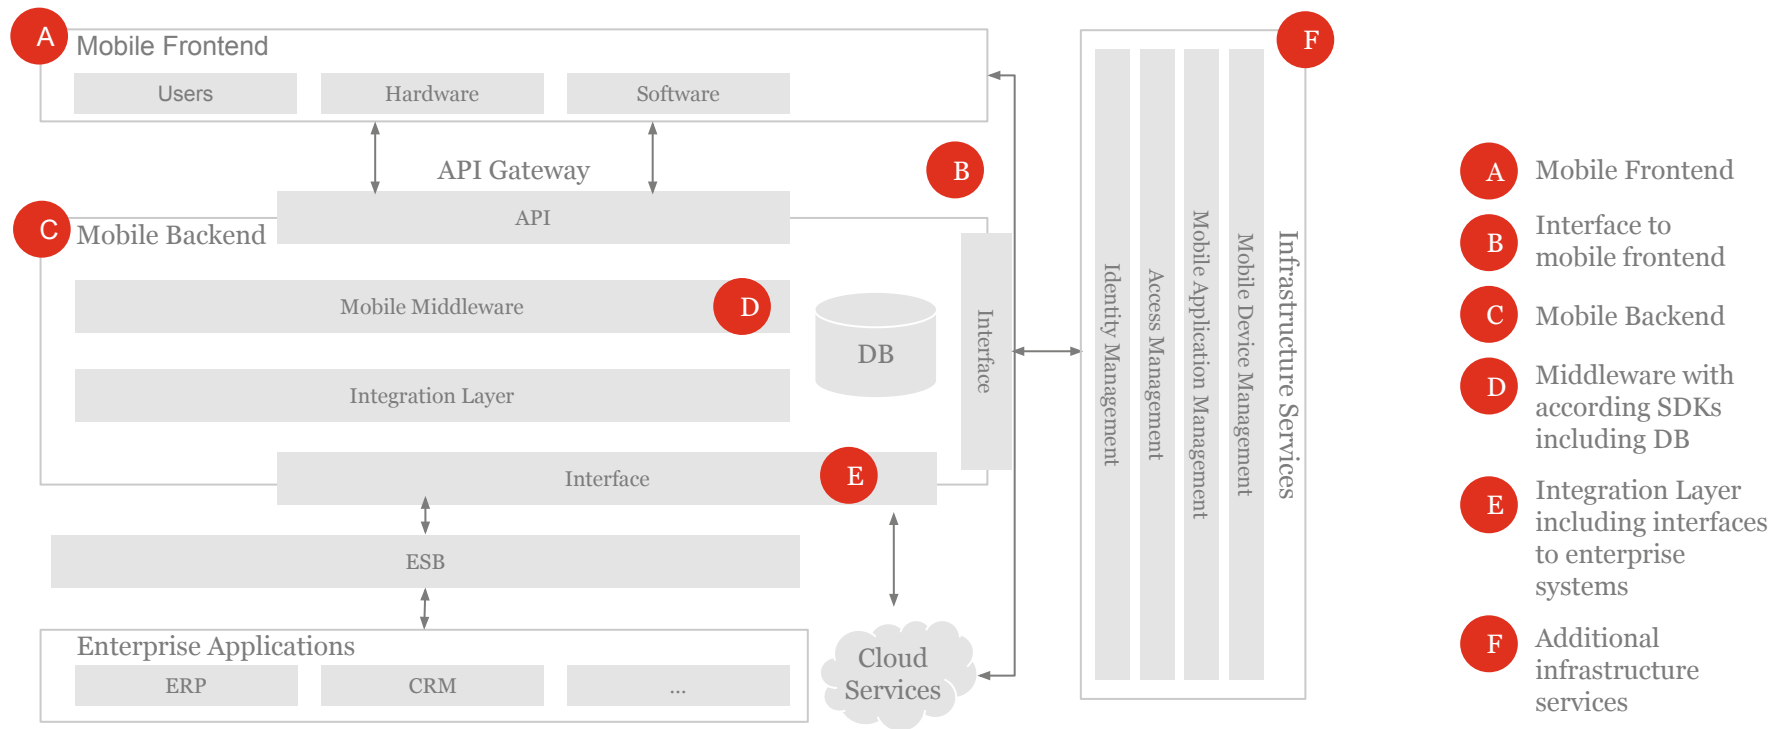 A
Mobile Frontend
Users
Hardware
Software
API Gateway
B
API
C
Mobile Backend
Mobile Middleware
D
DB
Integration Layer
Interface
E
Interface
ESB
Enterprise Applications
ERP
CRM
...
Cloud
Services
F
Identity Management
Access Management
Mobile Application Management
Mobile Device Management
Infrastructure Services
A
Mobile Frontend
B
Interface to
mobile frontend
C
Mobile Backend
D
Middleware with
according SDKs
including DB
E
Integration Layer
including interfaces
to enterprise
systems
F
Additional
infrastructure
services